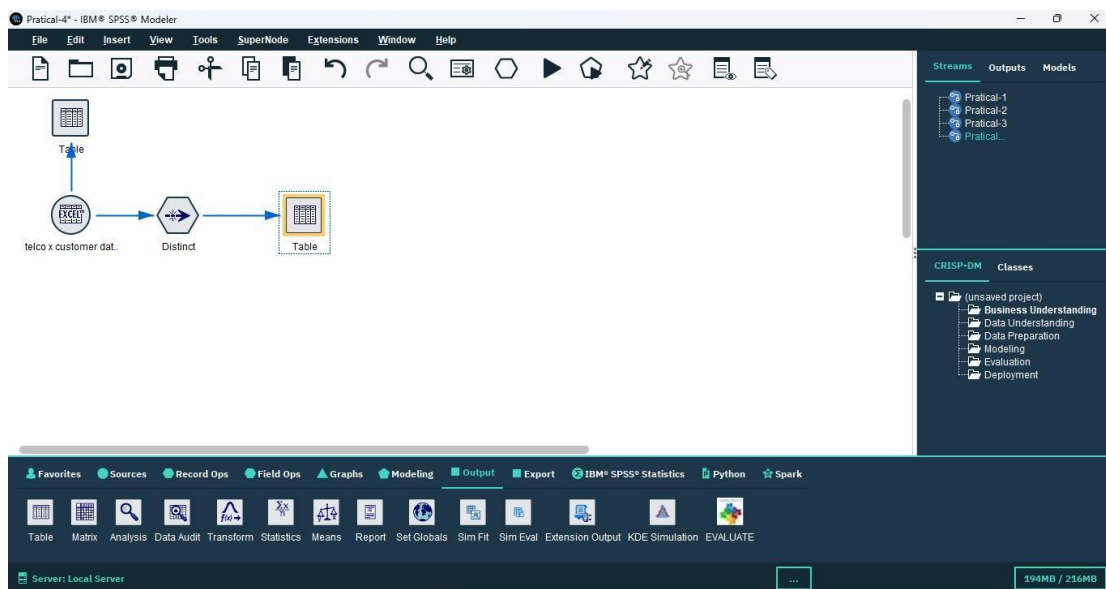 Pratical-4* - IBM® SPSS® Modeler
File Edit Insert View Tools SuperNode Extensions Window Help
Streams Outputs Models
Pratical-1
Pratical-2
Pratical-3
Pratical...
Table
EXCEL
telco x customer dat..
Distinct
Table
CRISP-DM Classes
(unsaved project)
Business Understanding
Data Understanding
Data Preparation
Modeling
Evaluation
Deployment
Favorites Sources Record Ops Field Ops Graphs Modeling Output Export IBM® SPSS® Statistics Python Spark
Table Matrix Analysis Data Audit Transform Statistics Means Report Set Globals Sim Fit Sim Eval Extension Output KDE Simulation EVALUATE
Server: Local Server
...
194MB / 216MB